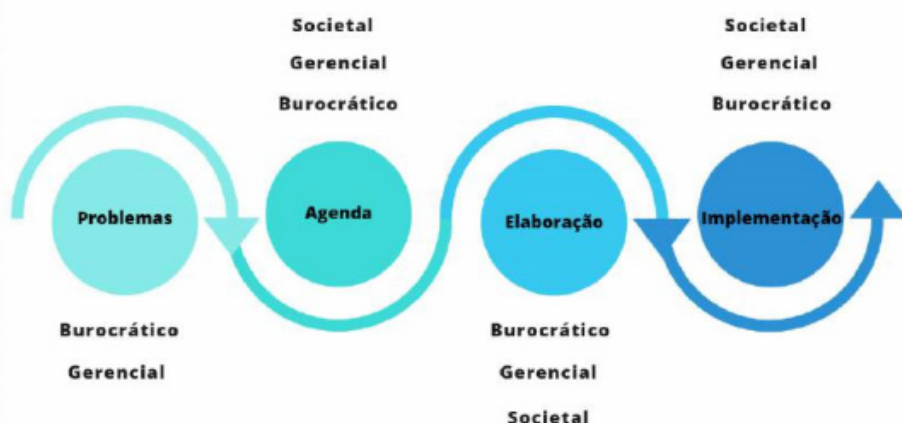 Societal
Gerencial
Burocrático
Societal
Gerencial
Burocrático
Problemas
Agenda
Elaboração
Implementação
Burocrático
Gerencial
Burocrático
Gerencial
Societal